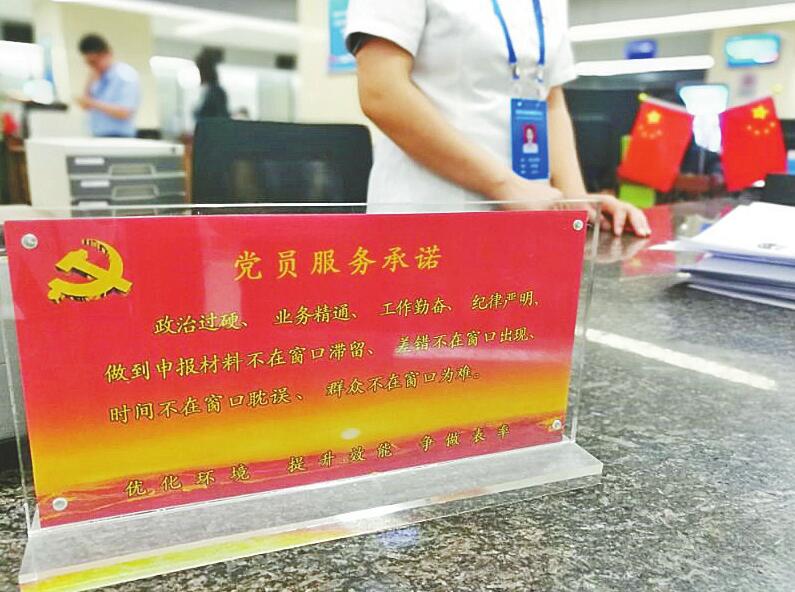 党员服务承诺
政治过硬、业务精通、工作勤奋、纪律严明、
做到申报材料不在窗口滞留、差错不在窗口出现、
时间不在窗口耽误、群众不在窗口为难。
优化环境 提升效能 争做表率